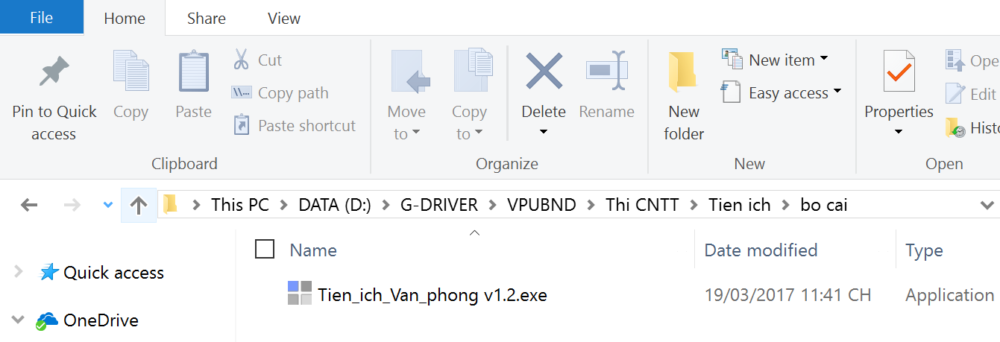 File Home Share View
Pin to Quick access
Copy
Paste
Cut
Copy path
Paste shortcut
Clipboard
Move to
Copy to
Delete
Rename
Organize
New folder
New item
Easy access
New
Properties
Ope
Edit
Histo
Open
This PC DATA (D:) G-DRIVER VPUBND Thi CNTT Tien ich bo cai
Name Date modified Type
Quick access
Tien_ich_Van_phong v1.2.exe 19/03/2017 11:41 CH Application
OneDrive